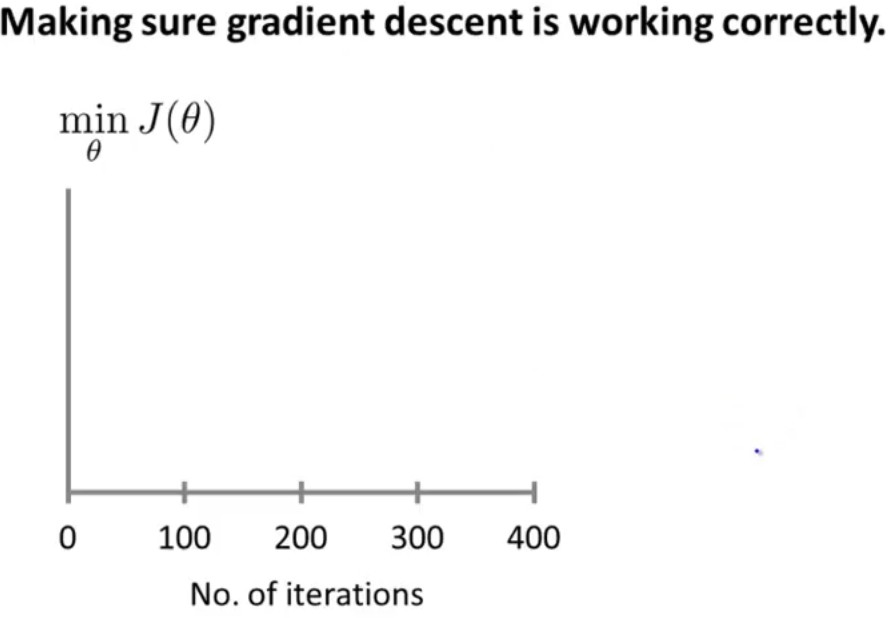 Making sure gradient descent is working correctly.
min J(θ)
θ
0 100 200 300 400
No. of iterations